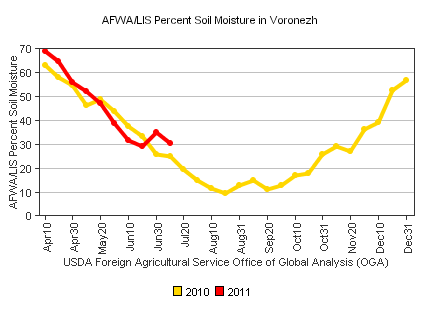 AFWA/LIS Percent Soil Moisture in Voronezh
AFWA/LIS Percent Soil Moisture
70
60
50
40
30
20
10
0
Apr10
Apr30
May20
Jun10
Jun30
Jul20
Aug10
Aug31
Sep20
Oct10
Oct31
Nov20
Dec10
Dec31
USDA Foreign Agricultural Service Office of Global Analysis (OGA)
2010 2011